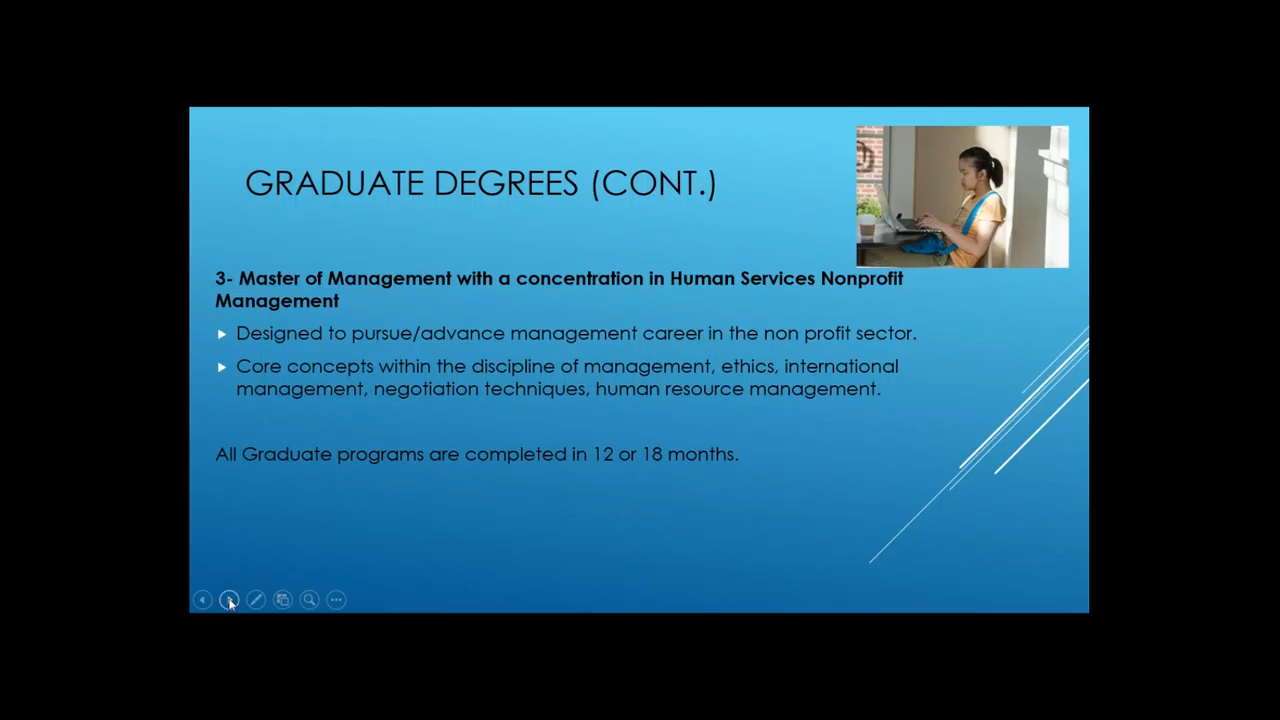 GRADUATE DEGREES (CONT.)
3- Master of Management with a concentration in Human Services Nonprofit
Management
Designed to pursue/advance management career in the non profit sector.
Core concepts within the discipline of management, ethics, international
management, negotiation techniques, human resource management.
All Graduate programs are completed in 12 or 18 months.